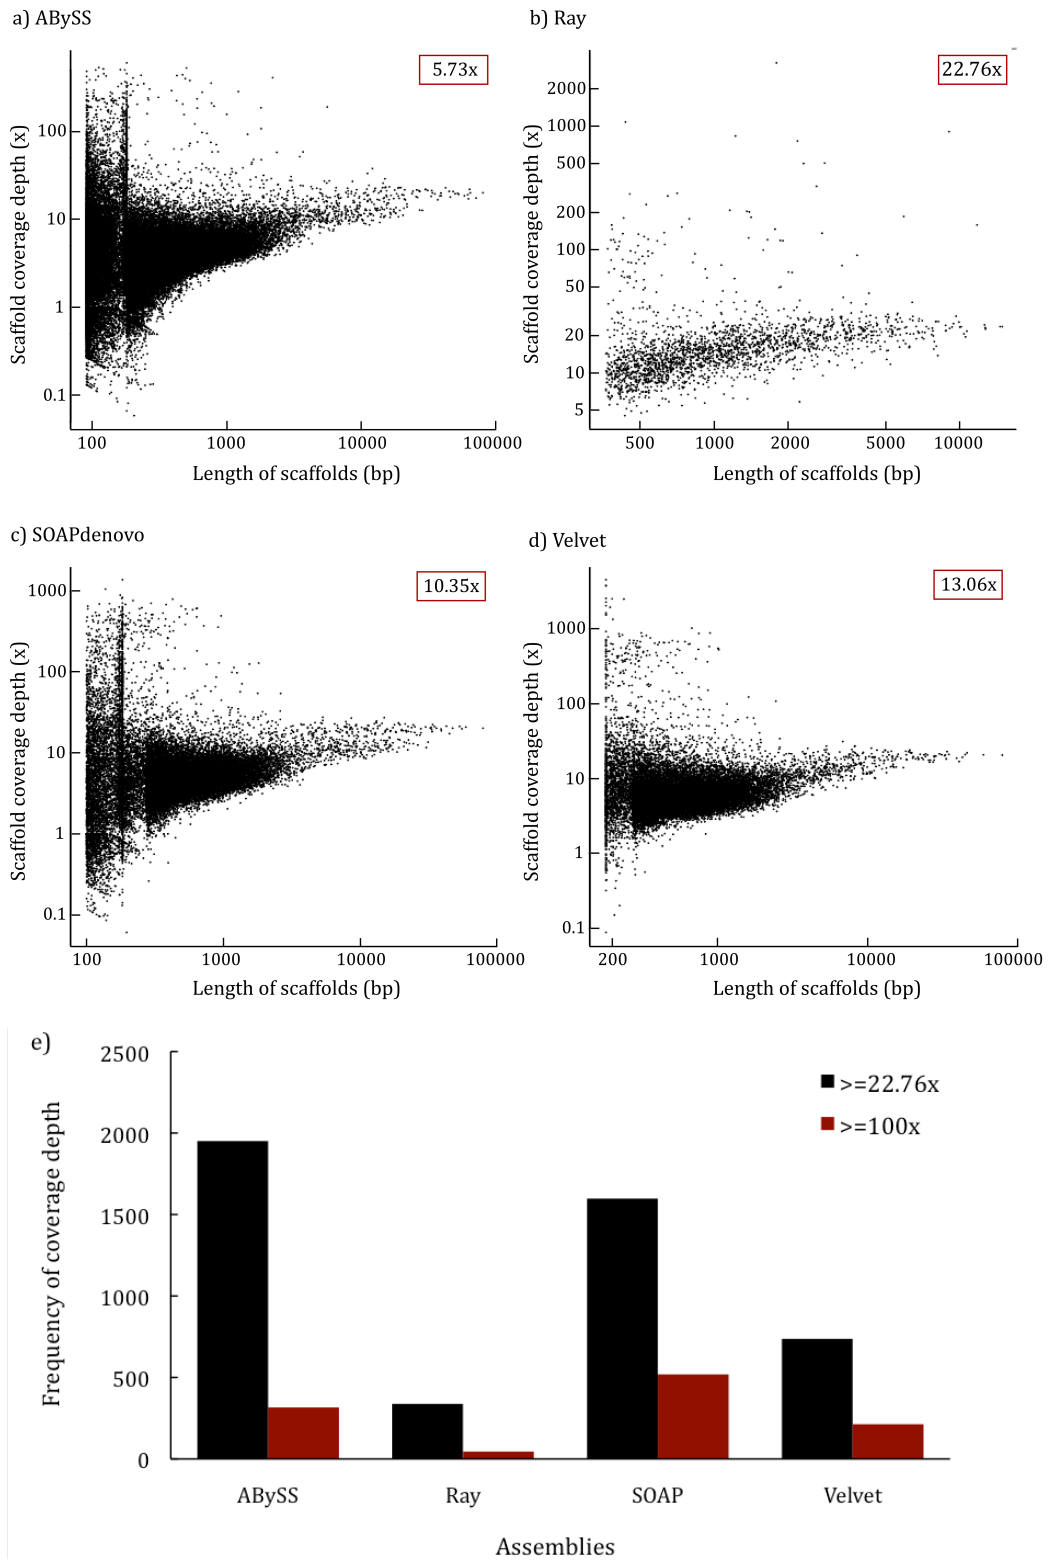 a) ABySS
b) Ray
5.73x
22.76x
Scaffold coverage depth (x)
100
10
1
0.1
100 1000 10000 100000
Length of scaffolds (bp)
Scaffold coverage depth (x)
2000
1000
500
200
100
50
20
10
5
500 1000 2000 5000 10000
Length of scaffolds (bp)
c) SOAPdenovo
d) Velvet
10.35x
13.06x
Scaffold coverage depth (x)
1000
100
10
1
0.1
100 1000 10000 100000
Length of scaffolds (bp)
Scaffold coverage depth (x)
1000
100
10
1
0.1
200 1000 10000 100000
Length of scaffolds (bp)
e)
Frequency of coverage depth
2500
2000
1500
1000
500
0
>=22.76x
>=100x
ABySS Ray SOAP Velvet
Assemblies